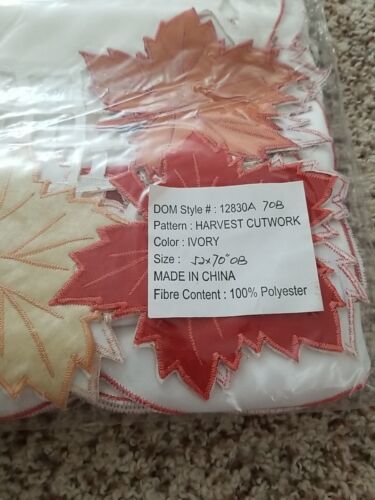 DOM Style # : 12830A 70B
Pattern : HARVEST CUTWORK
Color : IVORY
Size : 52x70"OB
MADE IN CHINA
Fibre Content : 100% Polyester